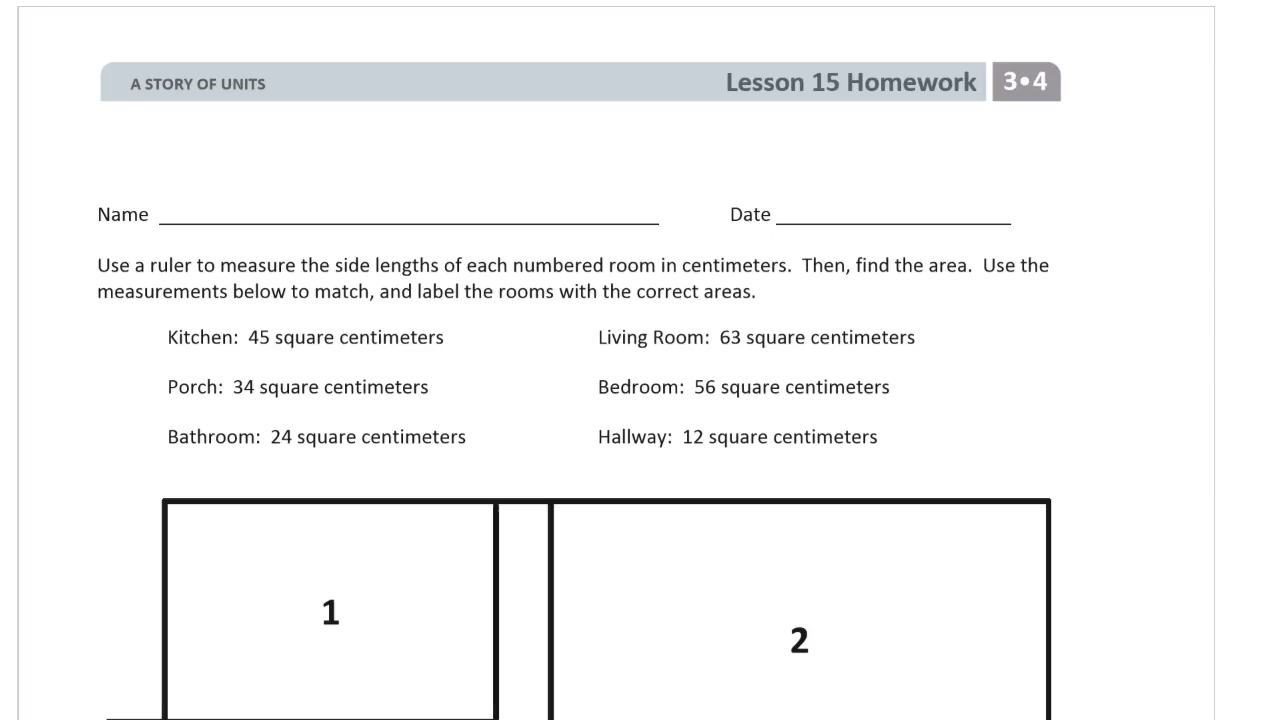 A STORY OF UNITS
Lesson 15 Homework 3•4
Name
Date
Use a ruler to measure the side lengths of each numbered room in centimeters. Then, find the area. Use the
measurements below to match, and label the rooms with the correct areas.
Kitchen: 45 square centimeters
Living Room: 63 square centimeters
Porch: 34 square centimeters
Bedroom: 56 square centimeters
Bathroom: 24 square centimeters
Hallway: 12 square centimeters
1
2